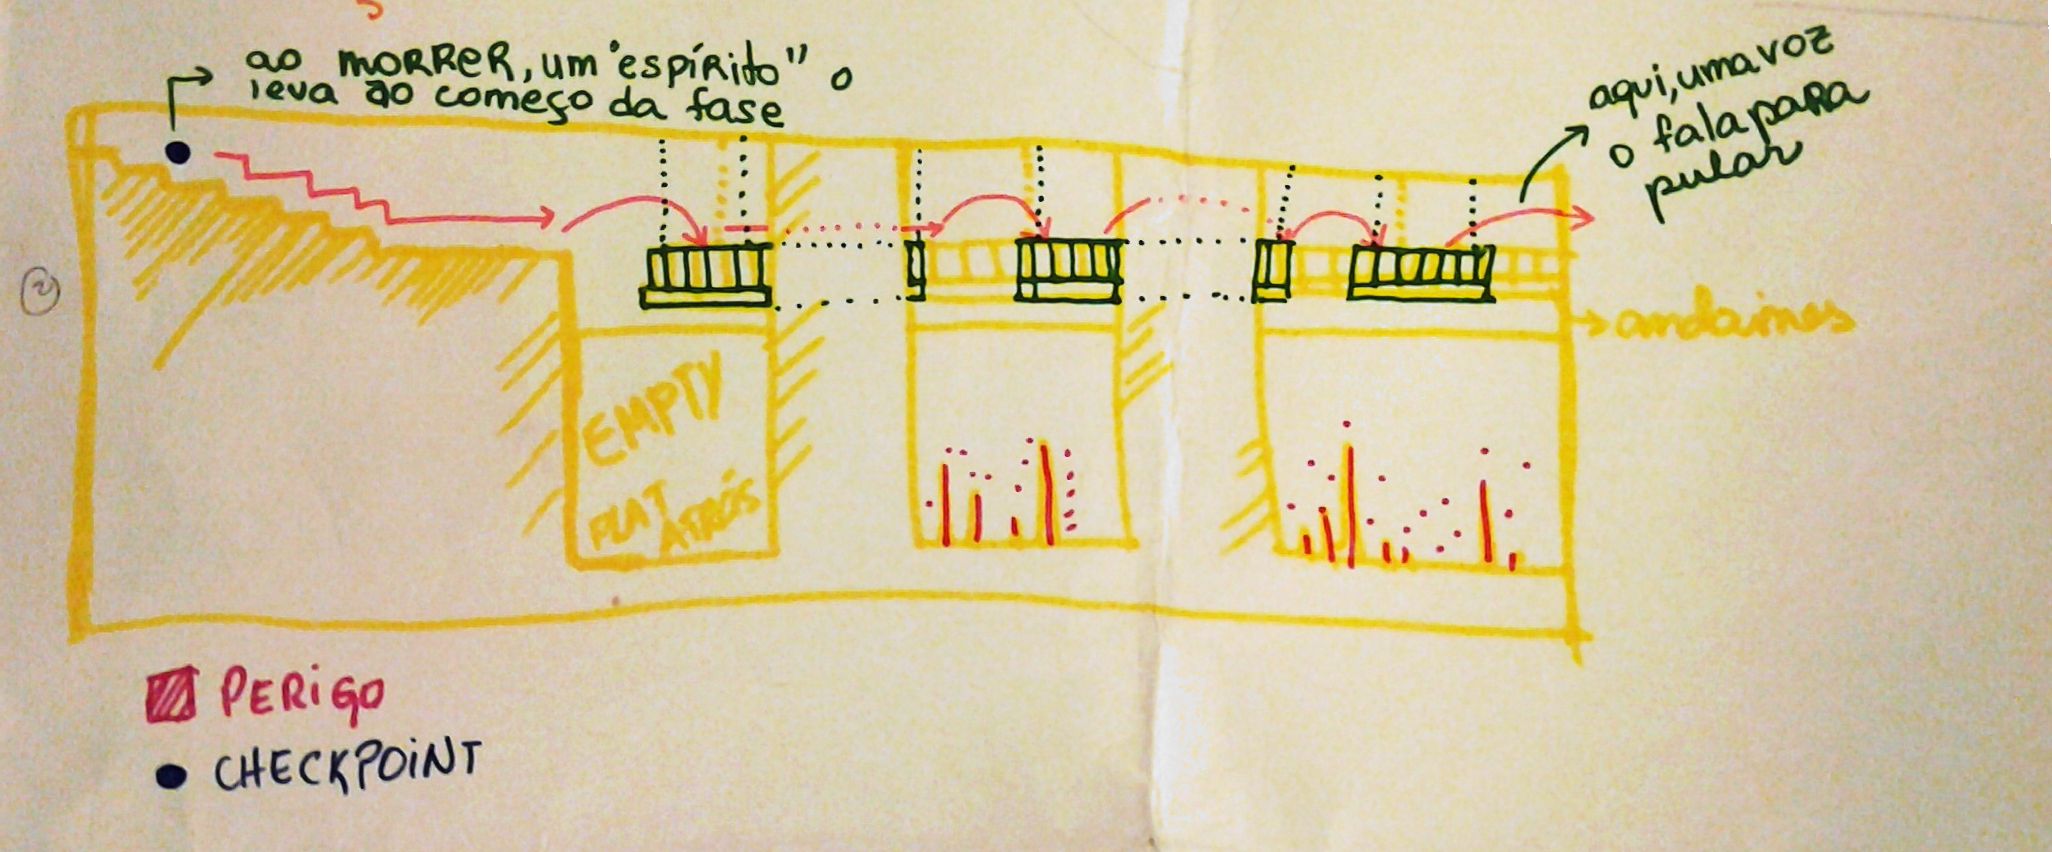 ao morrer, um "espírito" o
leva ao começo da fase
aqui, uma voz
o fala para
pular
2
andaimes
EMPTY
PLAT
ATRÁS
PERIGO
CHECKPOINT